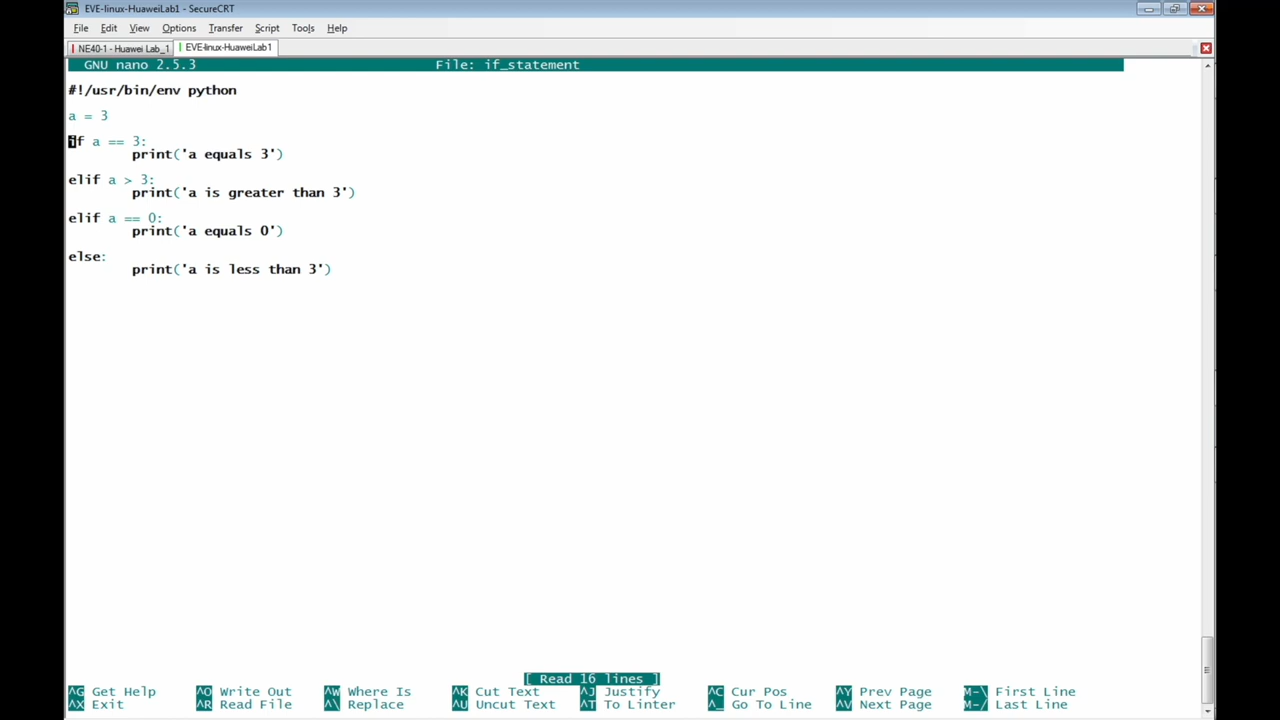 EVE-linux-HuaweiLab1 - SecureCRT
File Edit View Options Transfer Script Tools Help
NE40-1 - Huawei Lab_1 EVE-linux-HuaweiLab1
GNU nano 2.5.3 File: if_statement
#!/usr/bin/env python
a = 3
if a == 3:
print('a equals 3')
elif a > 3:
print('a is greater than 3')
elif a == 0:
print('a equals 0')
else:
print('a is less than 3')
[ Read 16 lines ]
^G Get Help ^O Write Out ^W Where Is ^K Cut Text ^J Justify ^C Cur Pos ^Y Prev Page M-\ First Line
^X Exit ^R Read File ^\ Replace ^U Uncut Text ^T To Linter ^_ Go To Line ^V Next Page M-/ Last Line